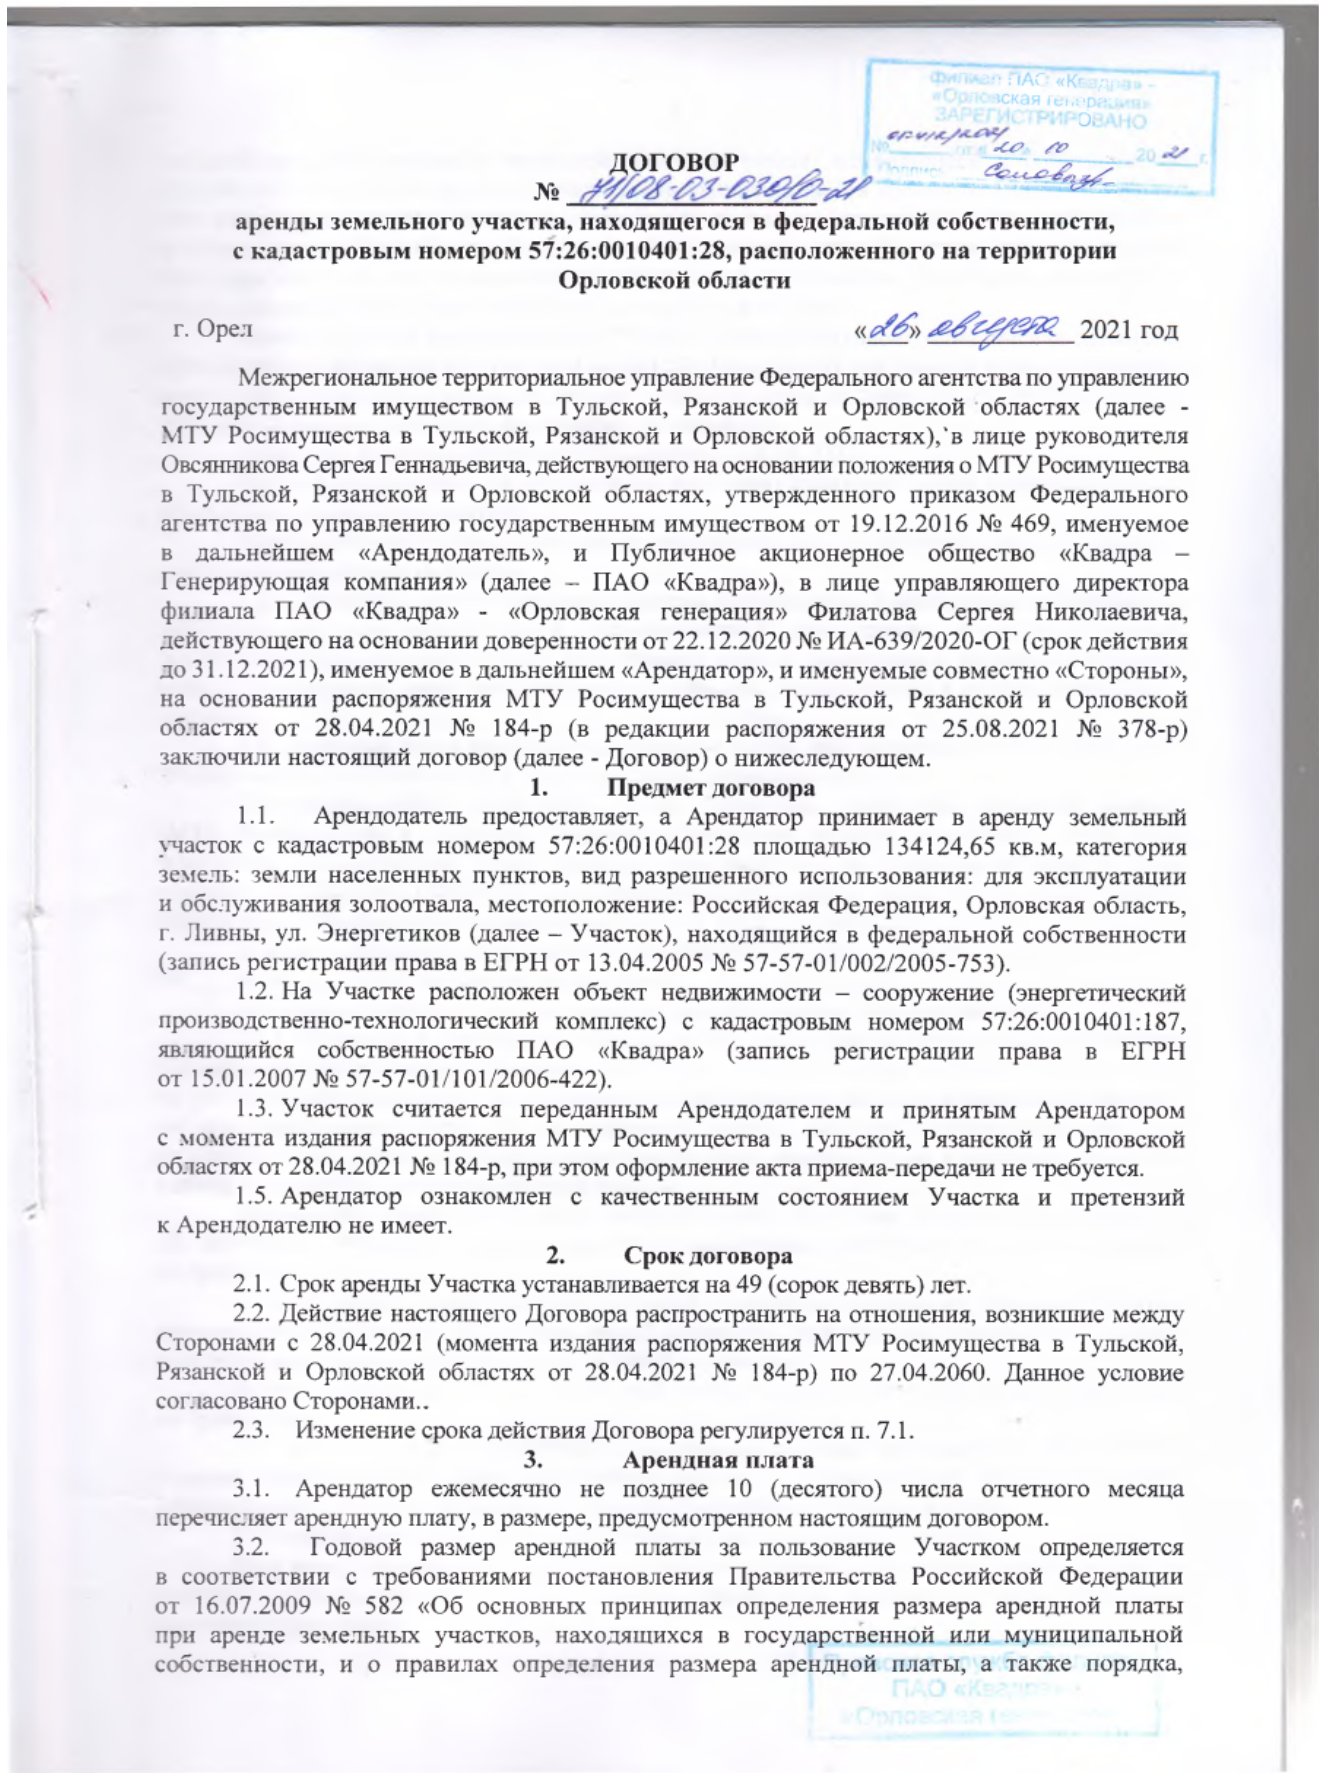 филиал ПАО «Квадра» -
«Орловская генерация»
ЗАРЕГИСТРИРОВАНО
№ от « 20 » 10 20 21 г.
Подпись
ДОГОВОР
№ 71/08-03-030/0-21
аренды земельного участка, находящегося в федеральной собственности,
с кадастровым номером 57:26:0010401:28, расположенного на территории
Орловской области
г. Орел «26» августа 2021 год
Межрегиональное территориальное управление Федерального агентства по управлению
государственным имуществом в Тульской, Рязанской и Орловской областях (далее -
МТУ Росимущества в Тульской, Рязанской и Орловской областях), в лице руководителя
Овсянникова Сергея Геннадьевича, действующего на основании положения о МТУ Росимущества
в Тульской, Рязанской и Орловской областях, утвержденного приказом Федерального
агентства по управлению государственным имуществом от 19.12.2016 № 469, именуемое
в дальнейшем «Арендодатель», и Публичное акционерное общество «Квадра –
Генерирующая компания» (далее – ПАО «Квадра»), в лице управляющего директора
филиала ПАО «Квадра» - «Орловская генерация» Филатова Сергея Николаевича,
действующего на основании доверенности от 22.12.2020 № ИА-639/2020-ОГ (срок действия
до 31.12.2021), именуемое в дальнейшем «Арендатор», и именуемые совместно «Стороны»,
на основании распоряжения МТУ Росимущества в Тульской, Рязанской и Орловской
областях от 28.04.2021 № 184-р (в редакции распоряжения от 25.08.2021 № 378-р)
заключили настоящий договор (далее - Договор) о нижеследующем.
1. Предмет договора
1.1. Арендодатель предоставляет, а Арендатор принимает в аренду земельный
участок с кадастровым номером 57:26:0010401:28 площадью 134124,65 кв.м, категория
земель: земли населенных пунктов, вид разрешенного использования: для эксплуатации
и обслуживания золоотвала, местоположение: Российская Федерация, Орловская область,
г. Ливны, ул. Энергетиков (далее – Участок), находящийся в федеральной собственности
(запись регистрации права в ЕГРН от 13.04.2005 № 57-57-01/002/2005-753).
1.2. На Участке расположен объект недвижимости – сооружение (энергетический
производственно-технологический комплекс) с кадастровым номером 57:26:0010401:187,
являющийся собственностью ПАО «Квадра» (запись регистрации права в ЕГРН
от 15.01.2007 № 57-57-01/101/2006-422).
1.3. Участок считается переданным Арендодателем и принятым Арендатором
с момента издания распоряжения МТУ Росимущества в Тульской, Рязанской и Орловской
областях от 28.04.2021 № 184-р, при этом оформление акта приема-передачи не требуется.
1.5. Арендатор ознакомлен с качественным состоянием Участка и претензий
к Арендодателю не имеет.
2. Срок договора
2.1. Срок аренды Участка устанавливается на 49 (сорок девять) лет.
2.2. Действие настоящего Договора распространить на отношения, возникшие между
Сторонами с 28.04.2021 (момента издания распоряжения МТУ Росимущества в Тульской,
Рязанской и Орловской областях от 28.04.2021 № 184-р) по 27.04.2060. Данное условие
согласовано Сторонами..
2.3. Изменение срока действия Договора регулируется п. 7.1.
3. Арендная плата
3.1. Арендатор ежемесячно не позднее 10 (десятого) числа отчетного месяца
перечисляет арендную плату, в размере, предусмотренном настоящим договором.
3.2. Годовой размер арендной платы за пользование Участком определяется
в соответствии с требованиями постановления Правительства Российской Федерации
от 16.07.2009 № 582 «Об основных принципах определения размера арендной платы
при аренде земельных участков, находящихся в государственной или муниципальной
собственности, и о правилах определения размера арендной платы, а также порядка,
ПАО «Квадра» -
«Орловская